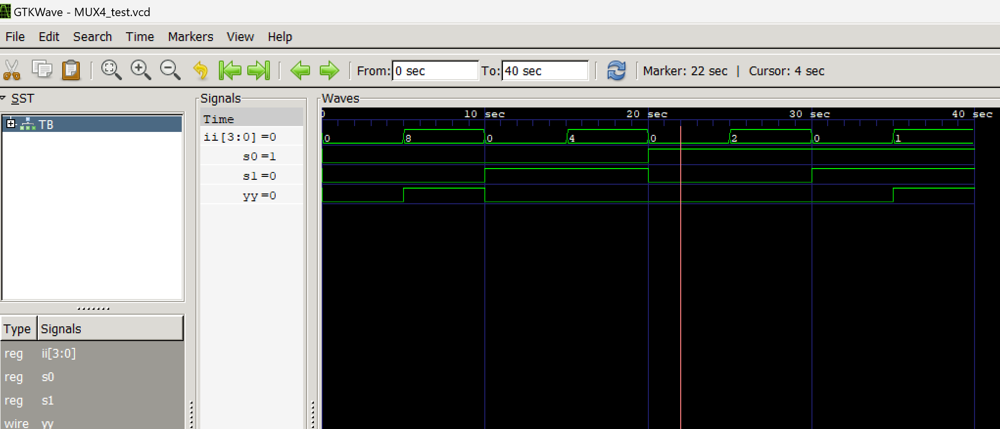 GTKWave - MUX4_test.vcd
File Edit Search Time Markers View Help
From: 0 sec To: 40 sec Marker: 22 sec | Cursor: 4 sec
SST
TB
Type Signals
reg ii[3:0]
reg s0
reg s1
wire yy
Signals
Time
ii[3:0] =0
s0 =1
s1 =0
yy =0
Waves
0 10 sec 20 sec 30 sec 40 sec
0 8 0 4 0 2 0 1